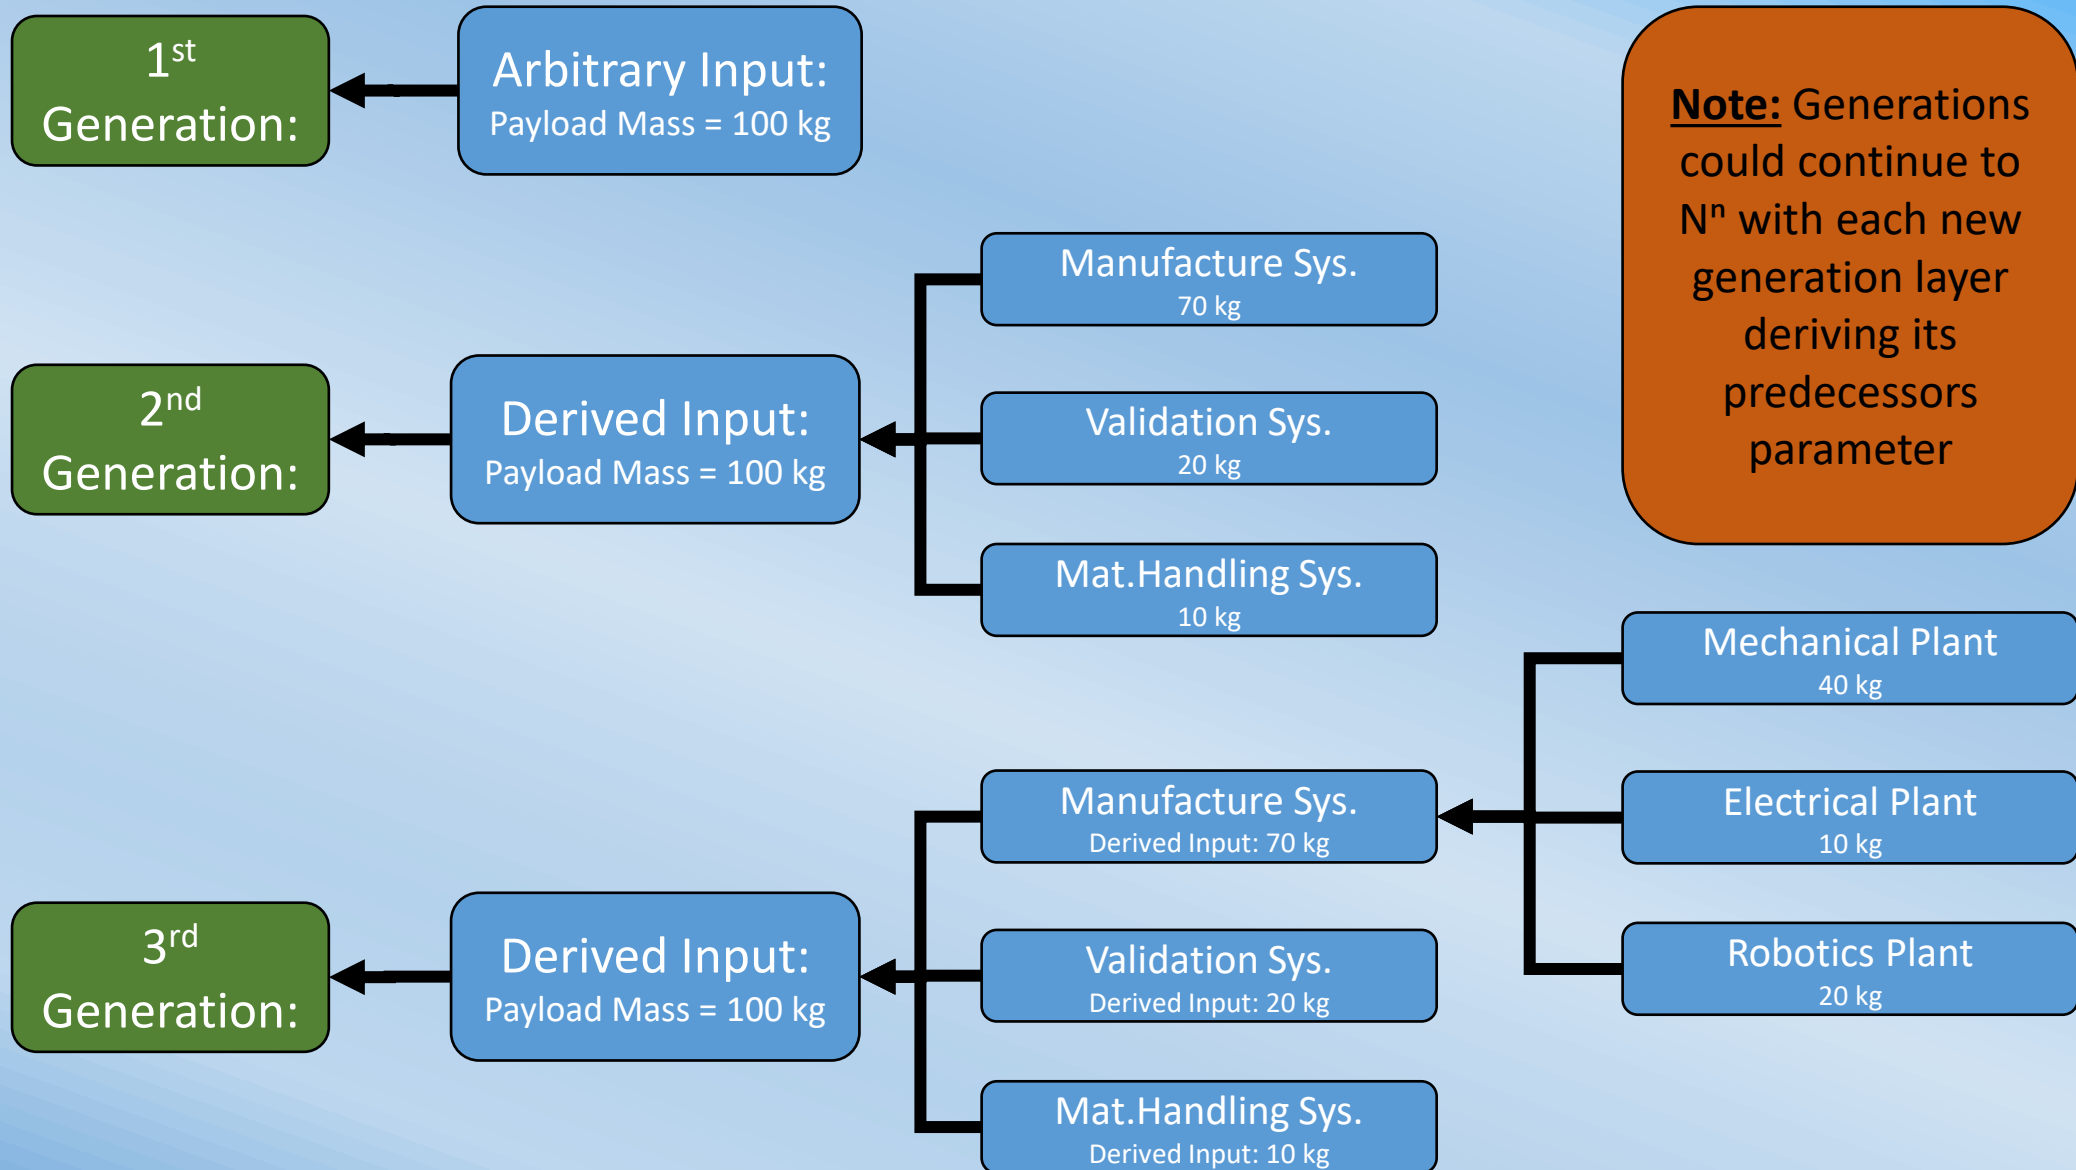 1st
Generation:
Arbitrary Input:
Payload Mass = 100 kg
Note: Generations
could continue to
Nⁿ with each new
generation layer
deriving its
predecessors
parameter
2nd
Generation:
Derived Input:
Payload Mass = 100 kg
Manufacture Sys.
70 kg
Validation Sys.
20 kg
Mat.Handling Sys.
10 kg
3rd
Generation:
Derived Input:
Payload Mass = 100 kg
Manufacture Sys.
Derived Input: 70 kg
Validation Sys.
Derived Input: 20 kg
Mat.Handling Sys.
Derived Input: 10 kg
Mechanical Plant
40 kg
Electrical Plant
10 kg
Robotics Plant
20 kg